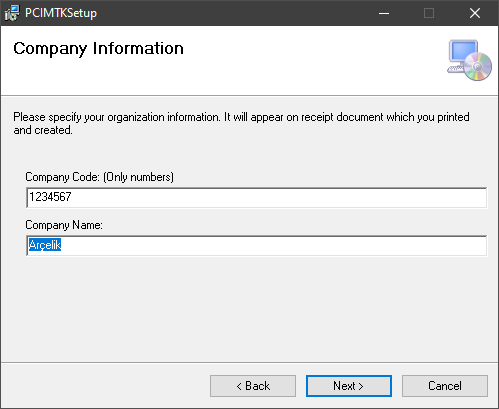 PCIMTKSetup
Company Information
Please specify your organization information. It will appear on receipt document which you printed
and created.
Company Code: (Only numbers)
1234567
Company Name:
Arçelik
< Back
Next >
Cancel